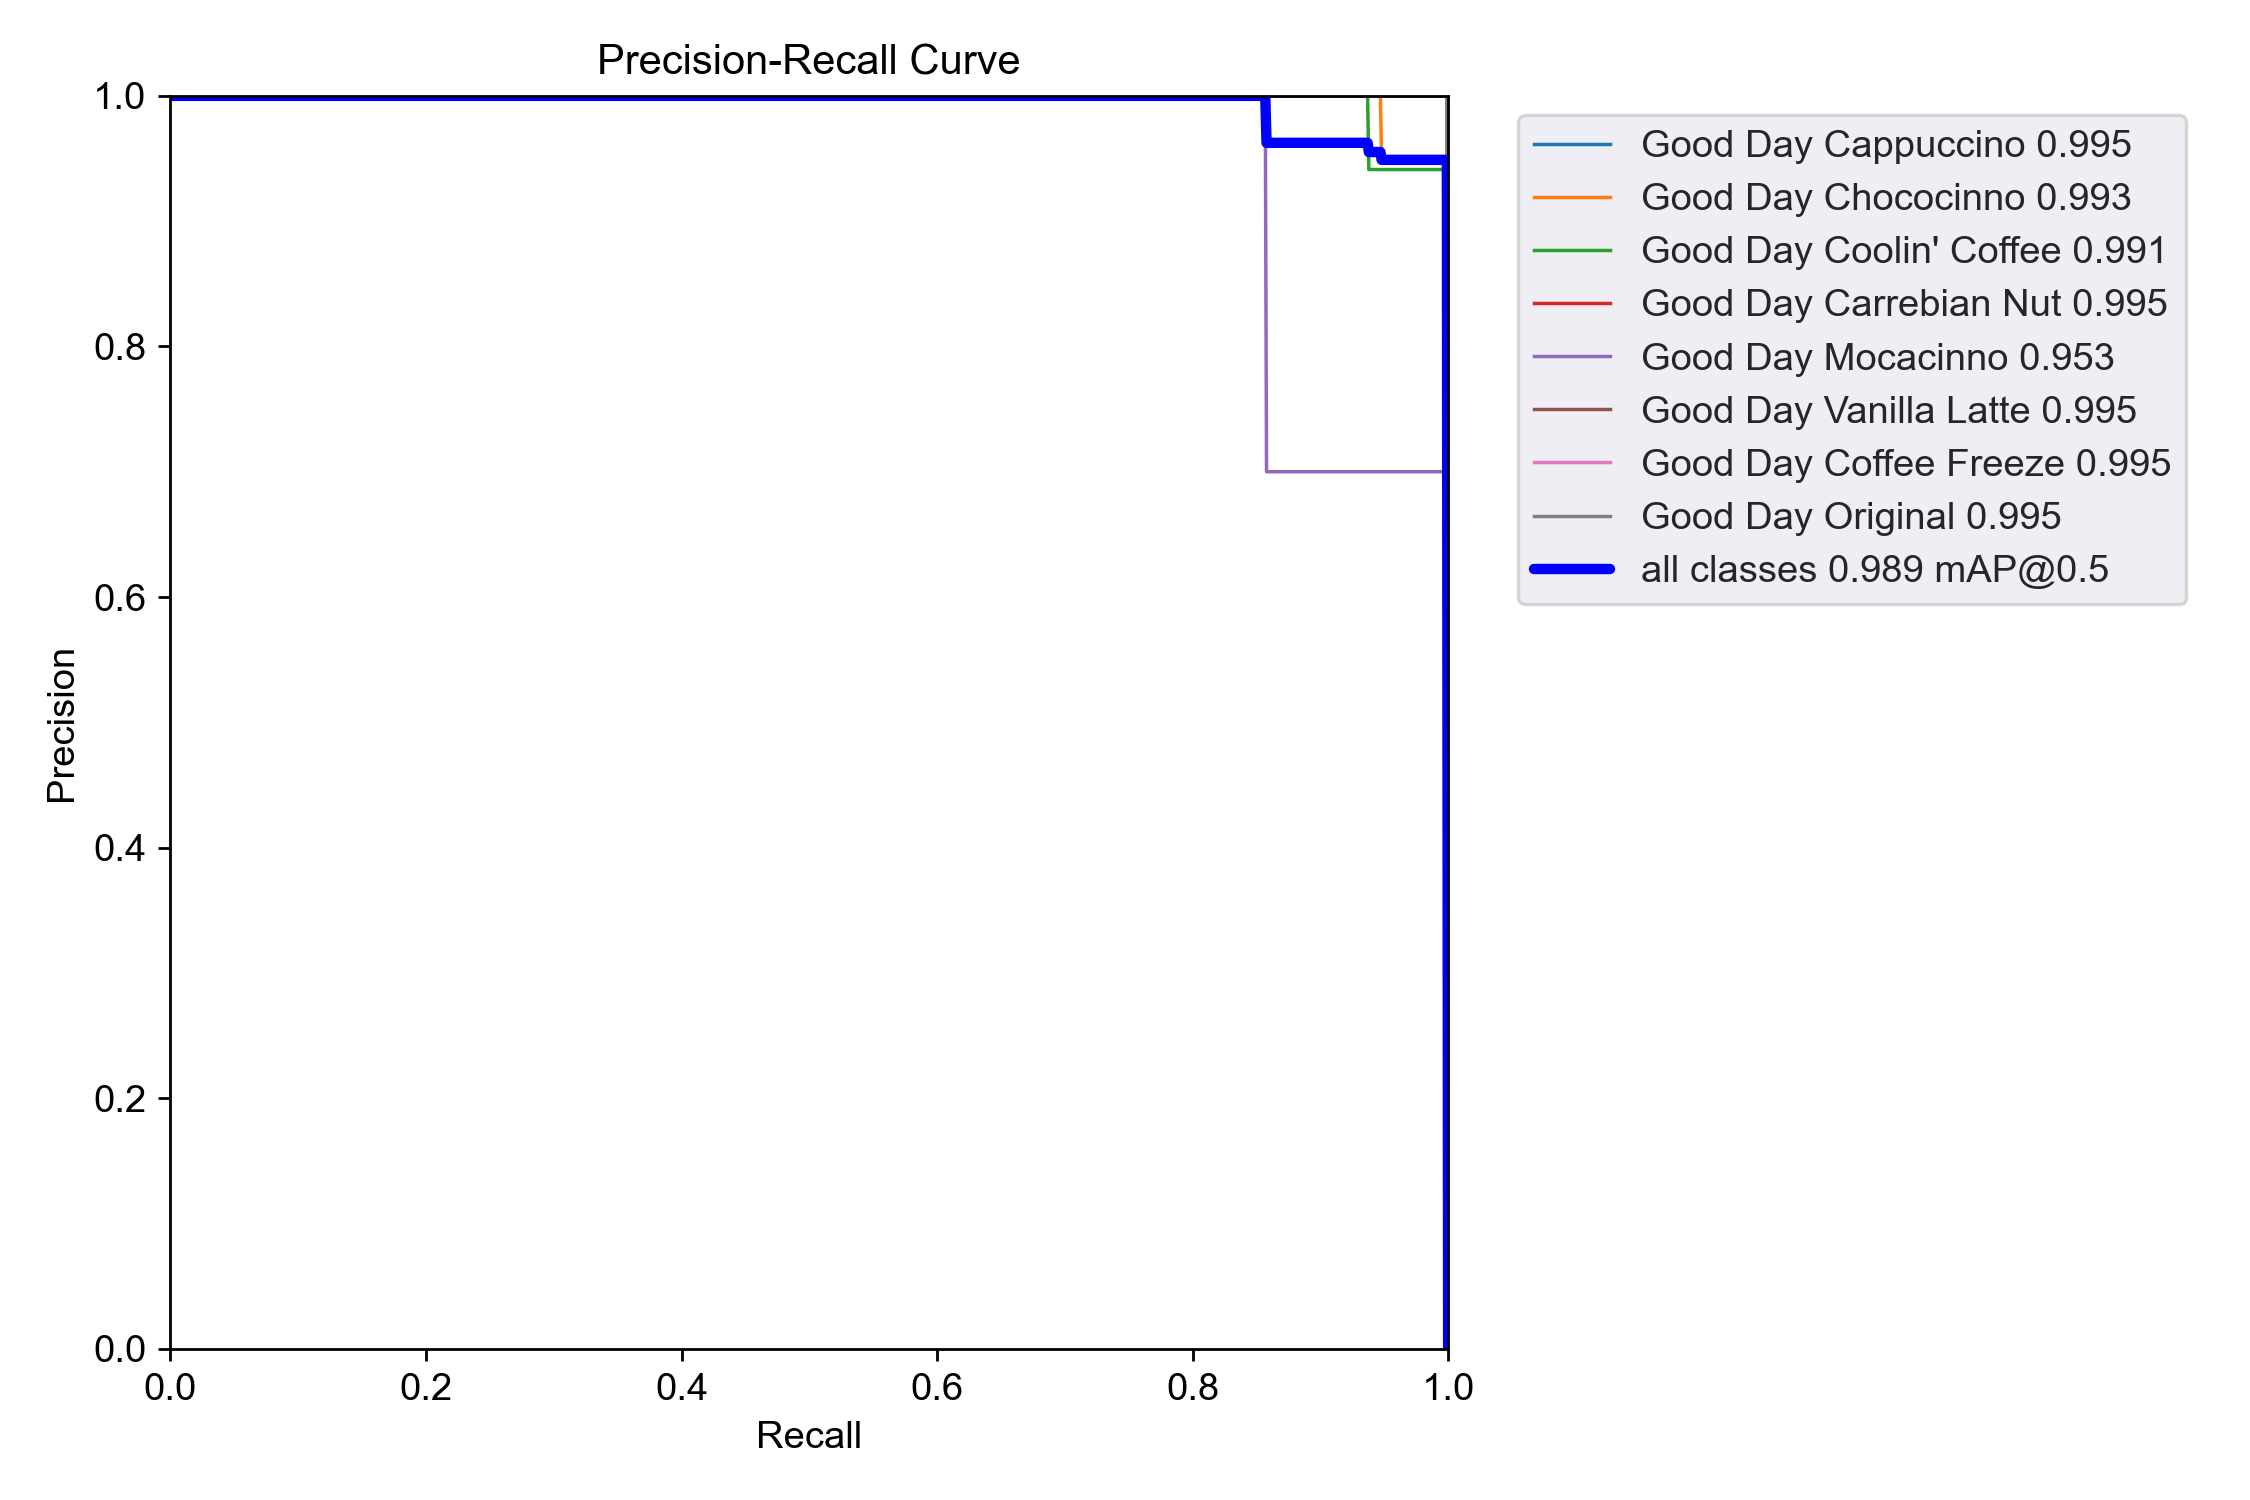 Precision-Recall Curve
1.0
0.8
0.6
0.4
0.2
0.0
Precision
0.0 0.2 0.4 0.6 0.8 1.0
Recall
Good Day Cappuccino 0.995
Good Day Chococinno 0.993
Good Day Coolin' Coffee 0.991
Good Day Carrebian Nut 0.995
Good Day Mocacinno 0.953
Good Day Vanilla Latte 0.995
Good Day Coffee Freeze 0.995
Good Day Original 0.995
all classes 0.989 mAP@0.5